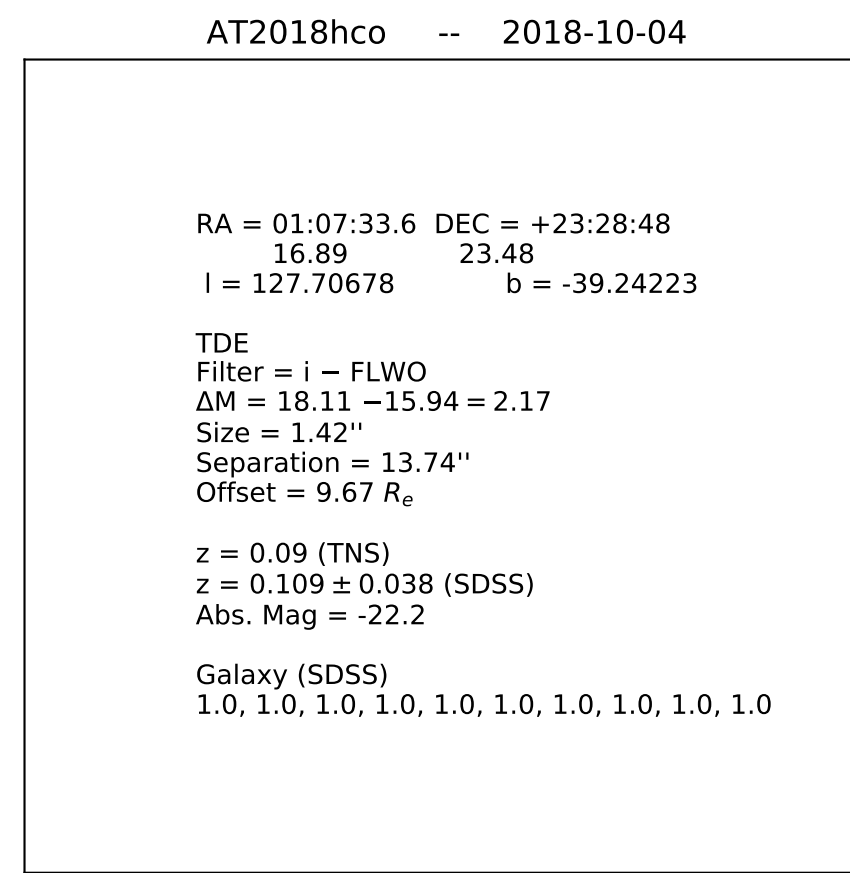 AT2018hco -- 2018-10-04
RA = 01:07:33.6 DEC = +23:28:48
16.89 23.48
l = 127.70678 b = -39.24223
TDE
Filter = i − FLWO
ΔM = 18.11 −15.94 = 2.17
Size = 1.42''
Separation = 13.74''
Offset = 9.67 Rₑ
z = 0.09 (TNS)
z = 0.109 ± 0.038 (SDSS)
Abs. Mag = -22.2
Galaxy (SDSS)
1.0, 1.0, 1.0, 1.0, 1.0, 1.0, 1.0, 1.0, 1.0, 1.0